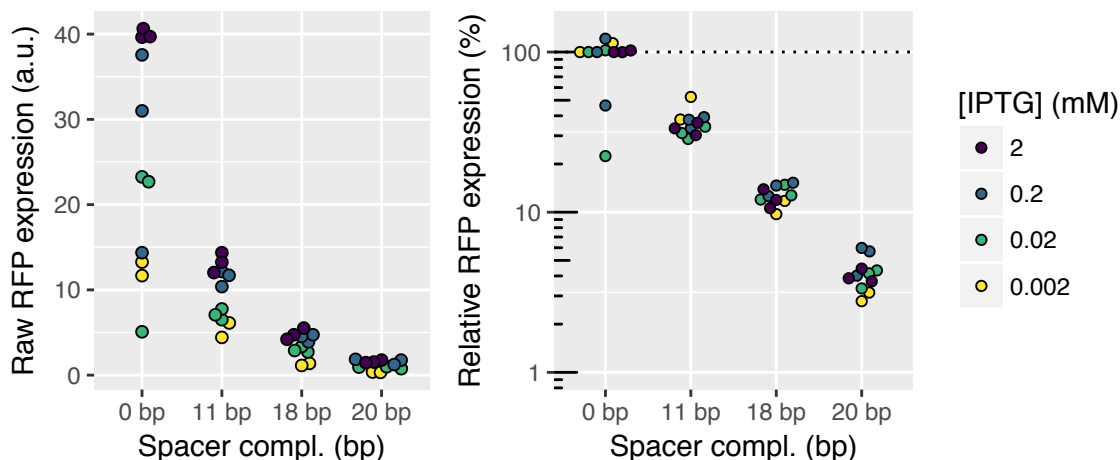 Raw RFP expression (a.u.)
40
30
20
10
0
0 bp 11 bp 18 bp 20 bp
Spacer compl. (bp)
Relative RFP expression (%)
100
10
1
0 bp 11 bp 18 bp 20 bp
Spacer compl. (bp)
[IPTG] (mM)
2
0.2
0.02
0.002